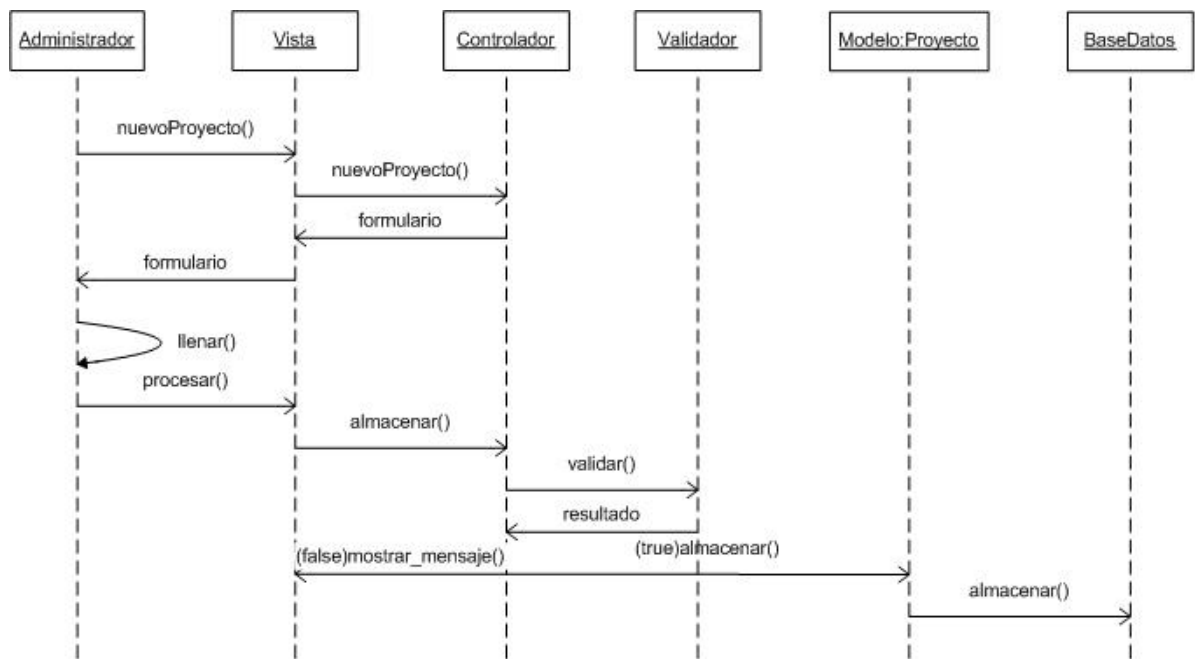 Administrador
Vista
Controlador
Validador
Modelo:Proyecto
BaseDatos
nuevoProyecto()
nuevoProyecto()
formulario
formulario
llenar()
procesar()
almacenar()
validar()
resultado
(false)mostrar_mensaje()
(true)almacenar()
almacenar()